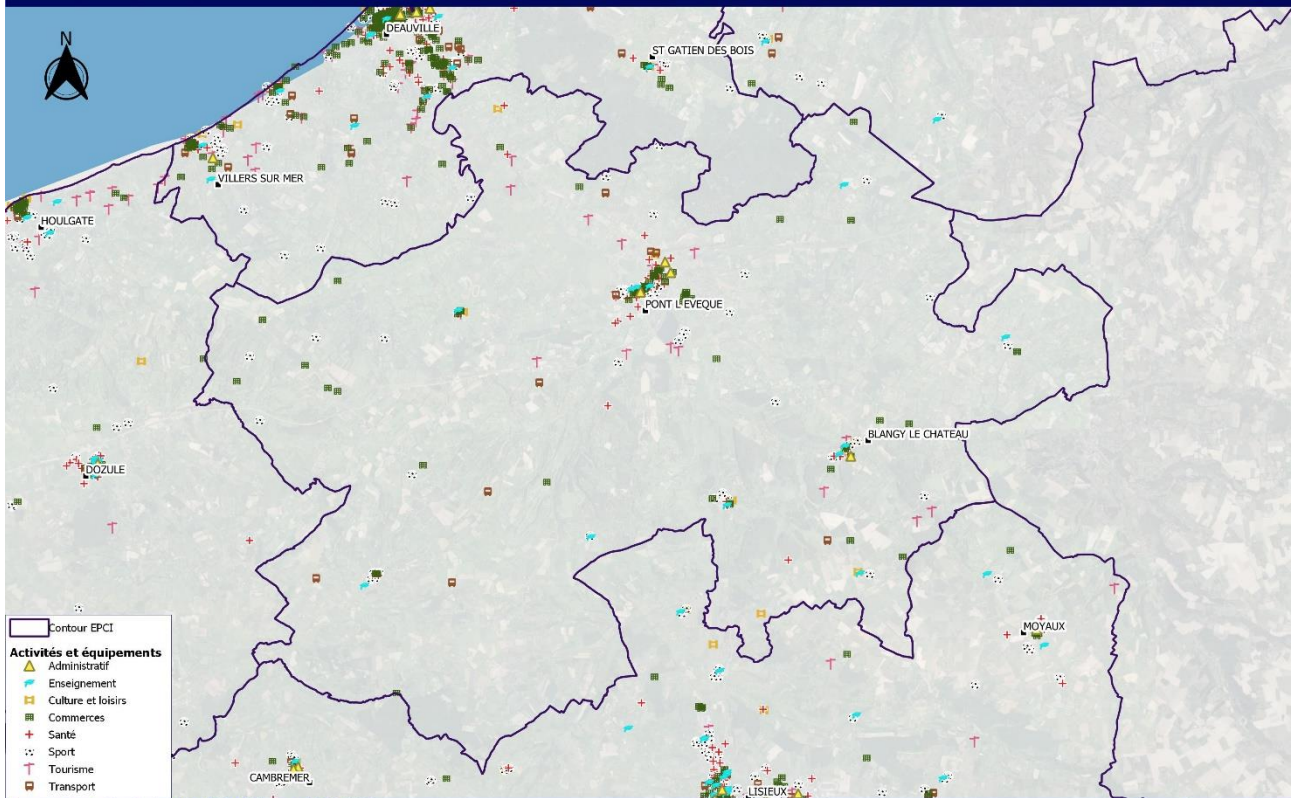 N
DEAUVILLE
ST GATIEN DES BOIS
VILLERS SUR MER
HOULGATE
PONT L EVEQUE
BLANGY LE CHATEAU
DOZULE
MOYAUX
CAMBREMER
LISIEUX
Contour EPCI
Activités et équipements
Administratif
Enseignement
Culture et loisirs
Commerces
Santé
Sport
Tourisme
Transport